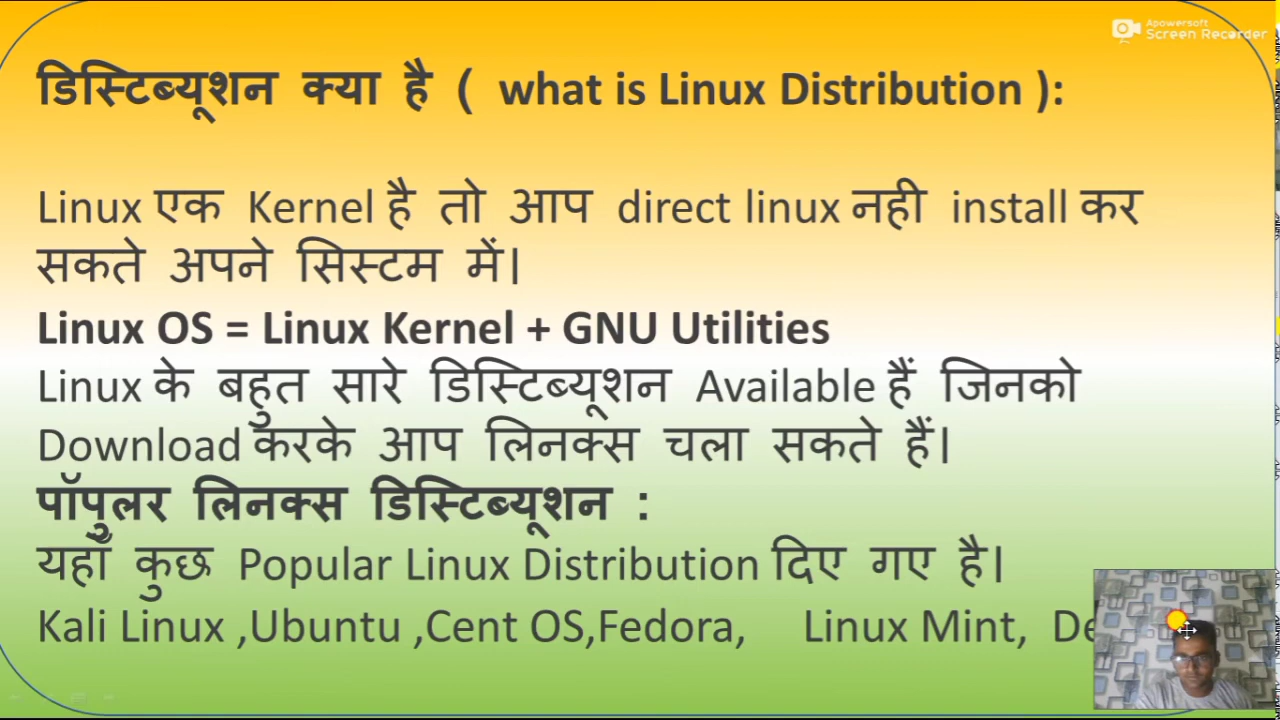 Apowersoft
Screen Recorder
डिस्टिब्यूशन क्या है ( what is Linux Distribution ):
Linux एक Kernel है तो आप direct linux नही install कर
सकते अपने सिस्टम में।
Linux OS = Linux Kernel + GNU Utilities
Linux के बहुत सारे डिस्टिब्यूशन Available हैं जिनको
Download करके आप लिनक्स चला सकते हैं।
पॉपुलर लिनक्स डिस्टिब्यूशन :
यहाँ कुछ Popular Linux Distribution दिए गए है।
Kali Linux ,Ubuntu ,Cent OS,Fedora, Linux Mint,